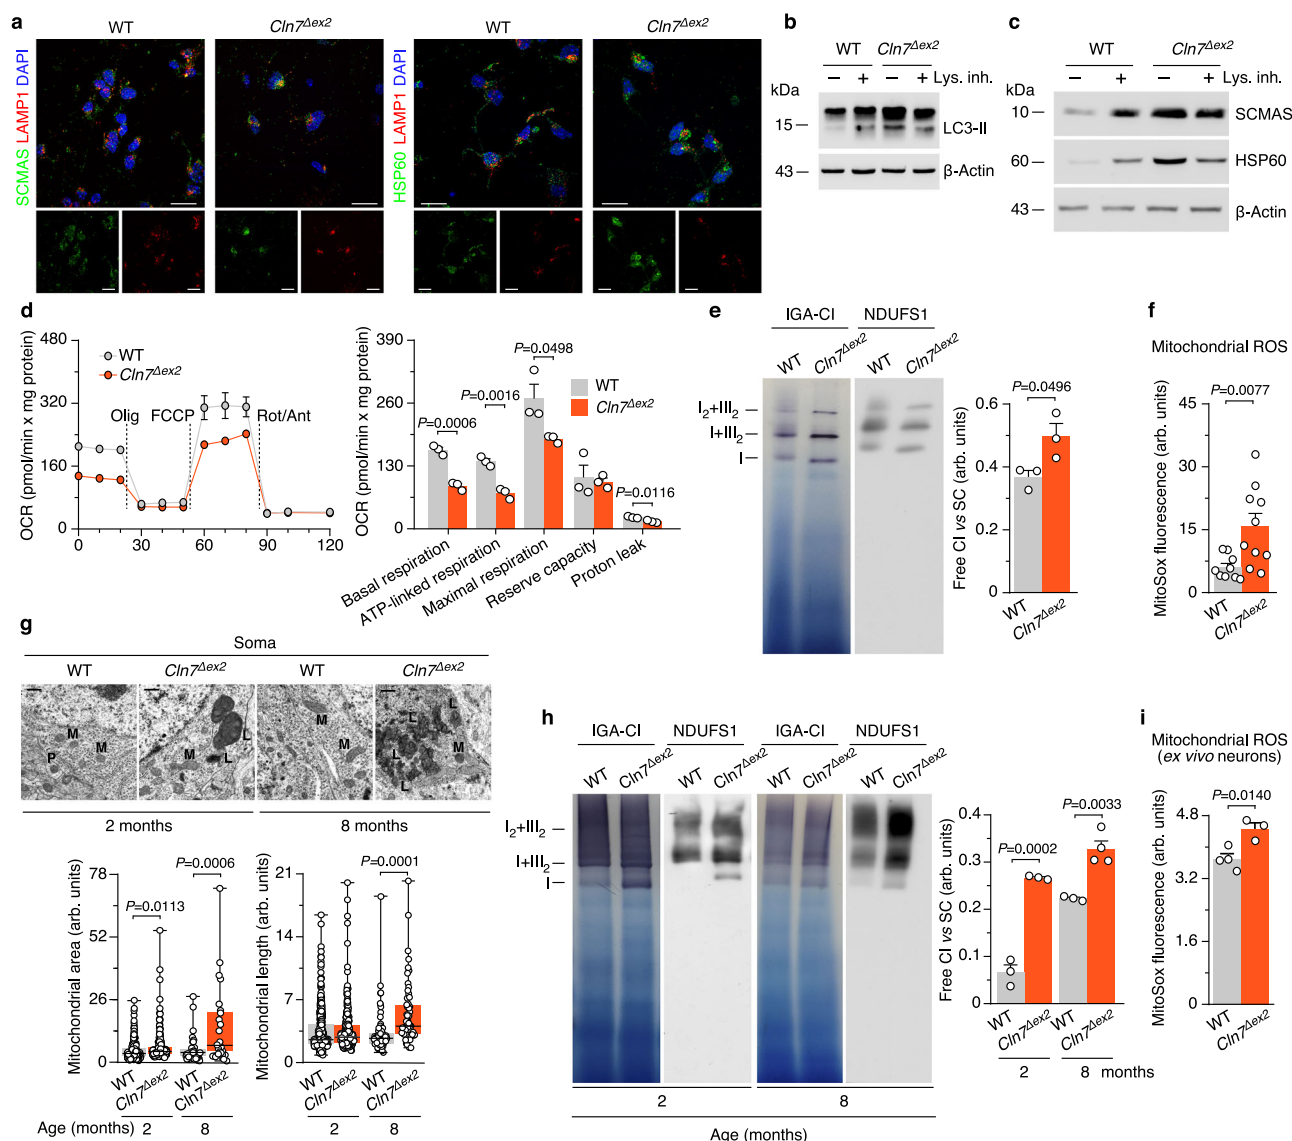 a
WT
Cln7Δex2
WT
Cln7Δex2
SCMAS LAMP1 DAPI
HSP60 LAMP1 DAPI
b
WT
Cln7Δex2
kDa
− + − + Lys. inh.
15
LC3-II
43
β-Actin
c
WT
Cln7Δex2
kDa
− + − + Lys. inh.
10
SCMAS
60
HSP60
43
β-Actin
d
OCR (pmol/min x mg protein)
480
320
160
0
WT
Cln7Δex2
Olig
FCCP
Rot/Ant
0 30 60 90 120
OCR (pmol/min x mg protein)
390
260
130
0
P=0.0006
P=0.0016
P=0.0498
P=0.0116
WT
Cln7Δex2
Basal respiration
ATP-linked respiration
Maximal respiration
Reserve capacity
Proton leak
e
IGA-CI
NDUFS1
WT
Cln7Δex2
WT
Cln7Δex2
I2+III2
I+III2
I
Free CI vs SC (arb. units)
0.6
0.4
0.2
0
P=0.0496
WT
Cln7Δex2
f
Mitochondrial ROS
MitoSox fluorescence (arb. units)
45
30
15
0
P=0.0077
WT
Cln7Δex2
g
Soma
WT
Cln7Δex2
WT
Cln7Δex2
M
M
P
M
L
L
M
M
L
L
L
L
M
2 months
8 months
Mitochondrial area (arb. units)
78
52
26
0
P=0.0113
P=0.0006
WT
Cln7Δex2
WT
Cln7Δex2
Mitochondrial length (arb. units)
21
14
7
0
P=0.0001
WT
Cln7Δex2
WT
Cln7Δex2
Age (months) 2 8 2 8
h
IGA-CI
NDUFS1
IGA-CI
NDUFS1
WT
Cln7Δex2
WT
Cln7Δex2
WT
Cln7Δex2
WT
Cln7Δex2
I2+III2
I+III2
I
2
8
Age (months)
Free CI vs SC (arb. units)
0.4
0.3
0.2
0.1
0
P=0.0002
P=0.0033
WT
Cln7Δex2
WT
Cln7Δex2
2 8 months
i
Mitochondrial ROS
(ex vivo neurons)
MitoSox fluorescence (arb. units)
4.8
3.2
1.6
0
P=0.0140
WT
Cln7Δex2